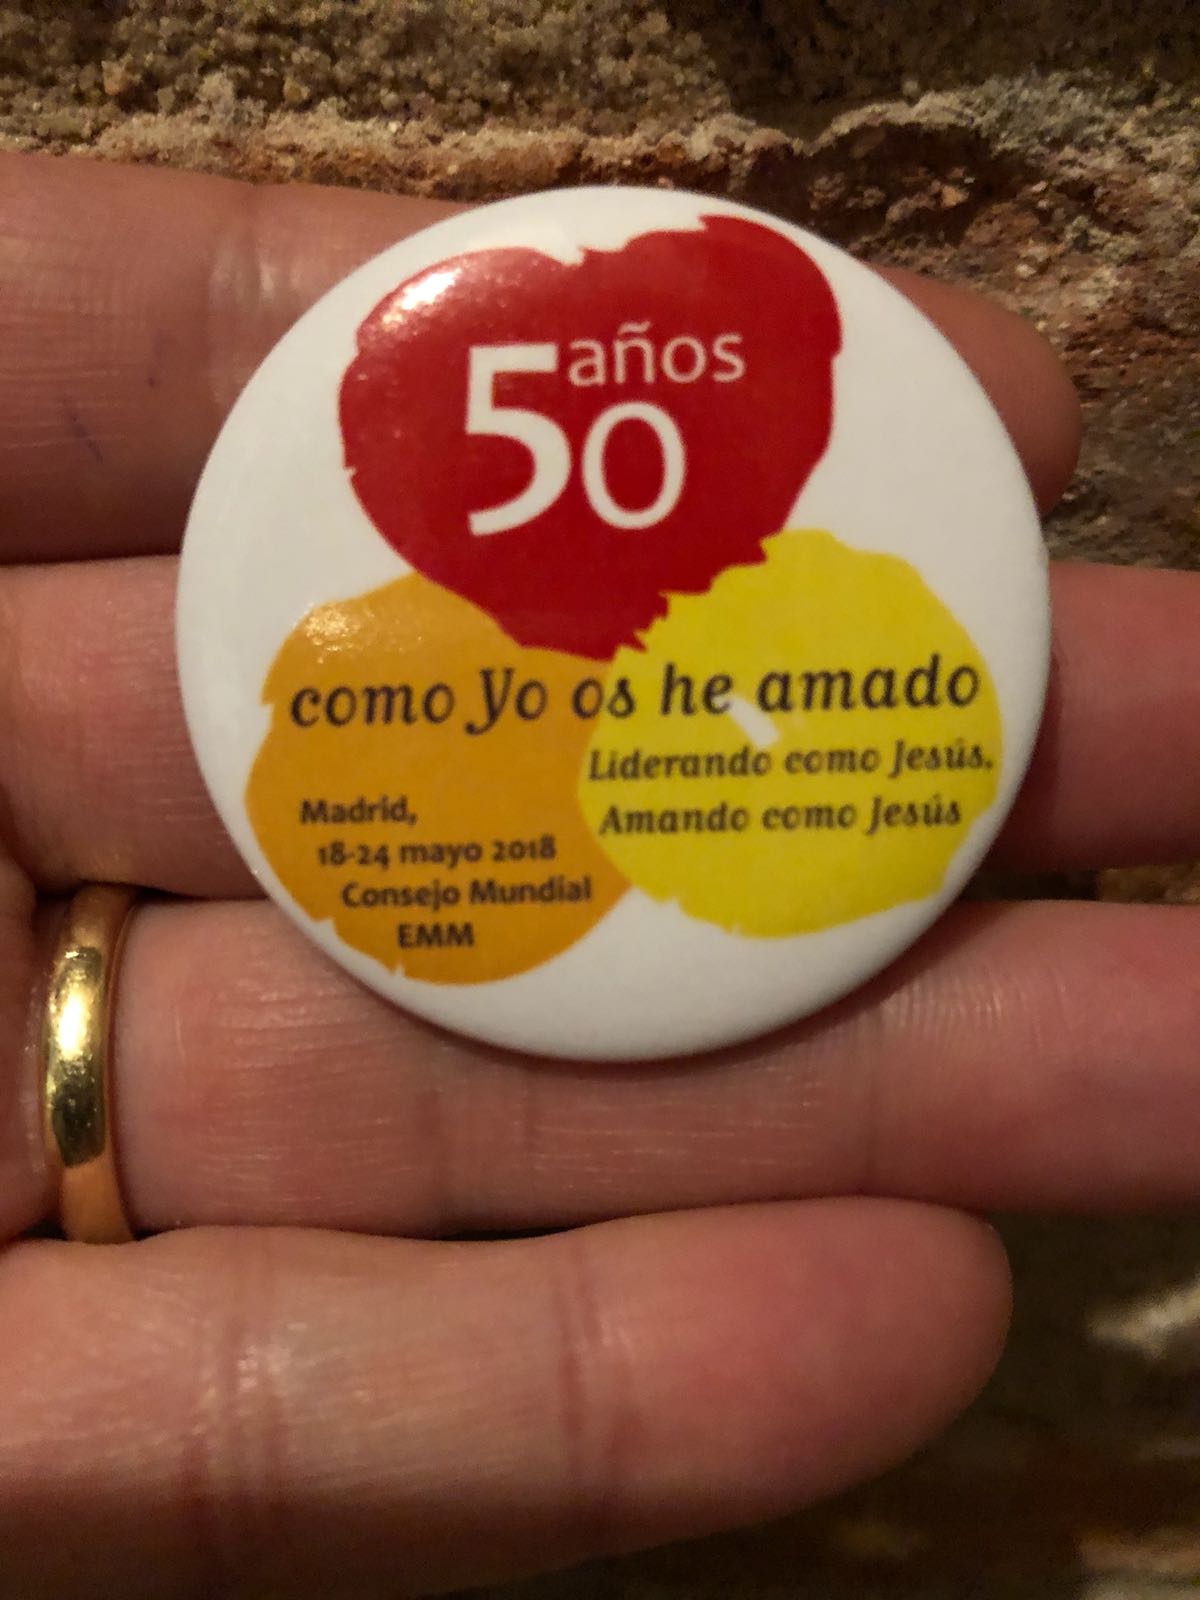 50 años
como Yo os he amado
Liderando como Jesús.
Amando como Jesús
Madrid,
18-24 mayo 2018
Consejo Mundial
EMM